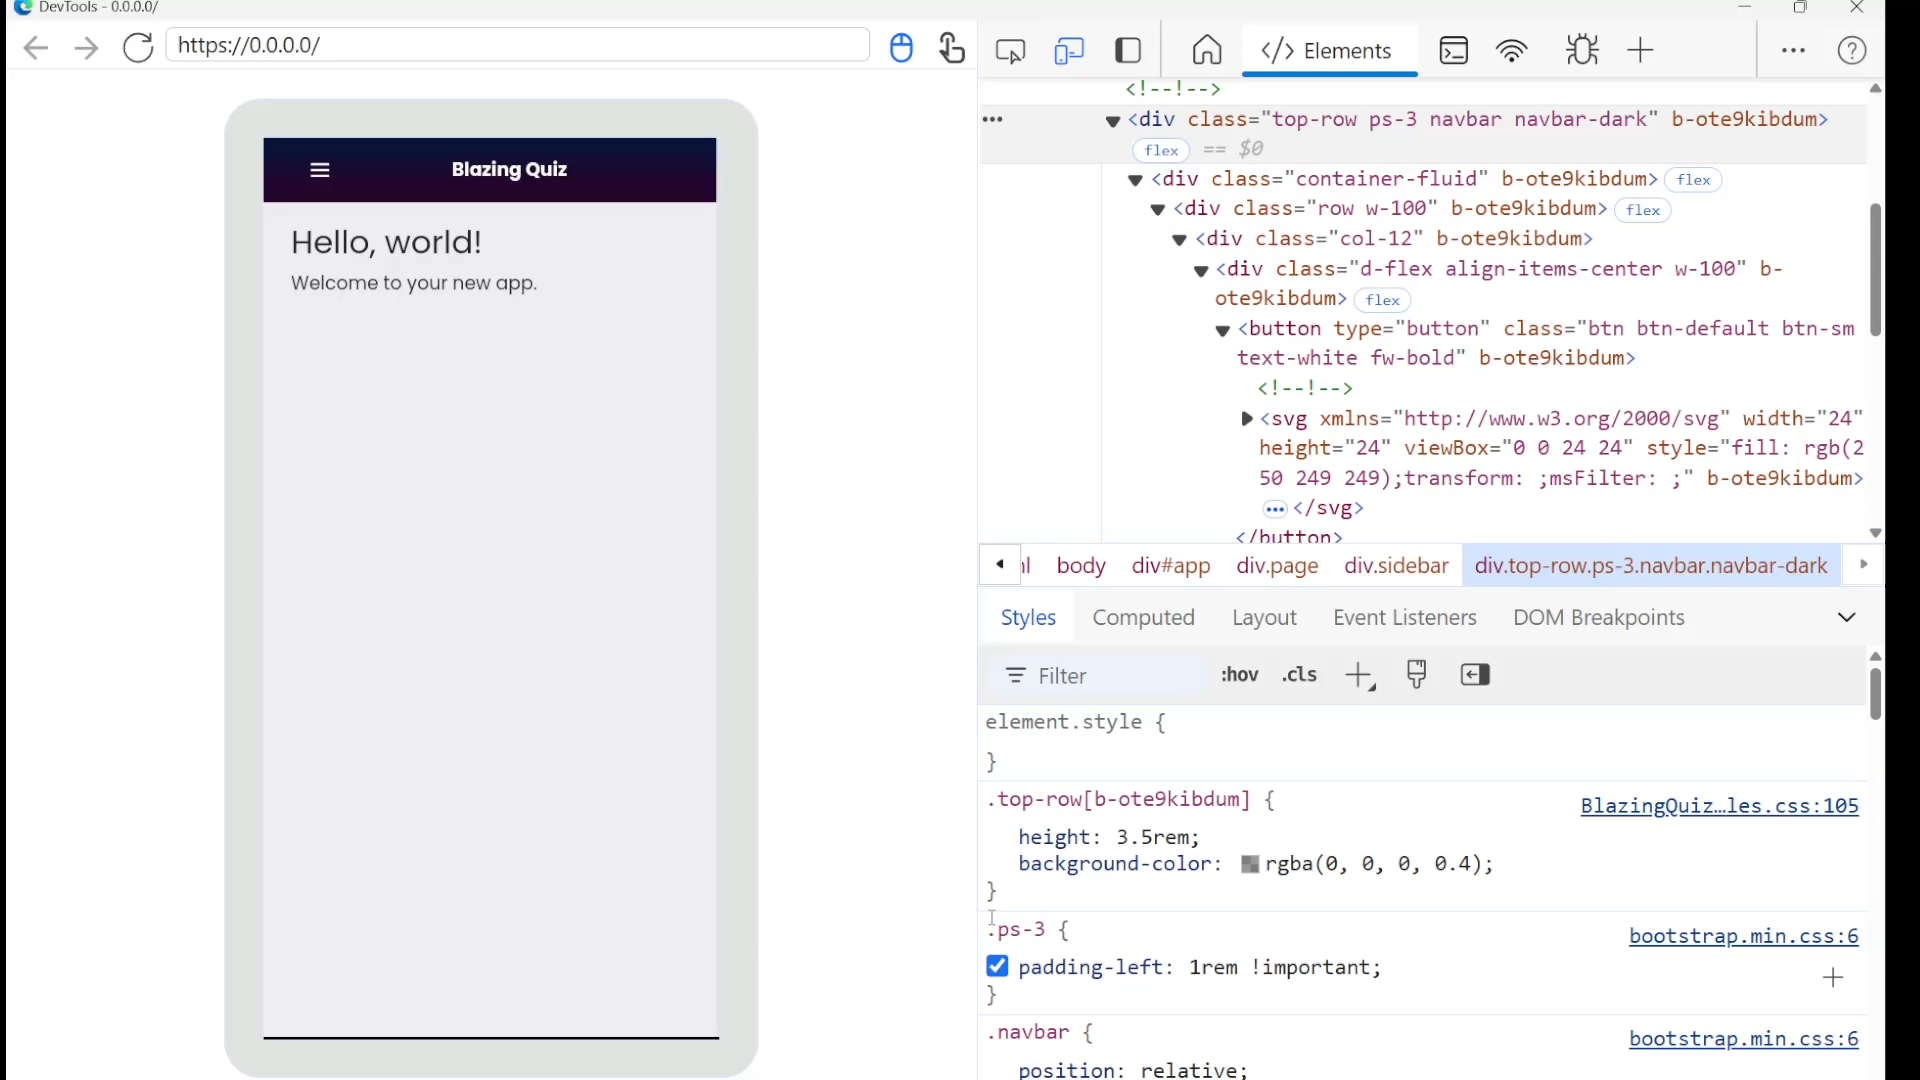 DevTools - 0.0.0.0/
https://0.0.0.0/
Elements
Blazing Quiz
Hello, world!
Welcome to your new app.
<!--!-->
<div class="top-row ps-3 navbar navbar-dark" b-ote9kibdum>
flex == $0
<div class="container-fluid" b-ote9kibdum> flex
<div class="row w-100" b-ote9kibdum> flex
<div class="col-12" b-ote9kibdum>
<div class="d-flex align-items-center w-100" b-
ote9kibdum> flex
<button type="button" class="btn btn-default btn-sm
text-white fw-bold" b-ote9kibdum>
<!--!-->
<svg xmlns="http://www.w3.org/2000/svg" width="24"
height="24" viewBox="0 0 24 24" style="fill: rgb(2
50 249 249);transform: ;msFilter: ;" b-ote9kibdum>
</svg>
</button>
body div#app div.page div.sidebar div.top-row.ps-3.navbar.navbar-dark
Styles Computed Layout Event Listeners DOM Breakpoints
Filter :hov .cls
element.style {
}
.top-row[b-ote9kibdum] { BlazingQuiz…les.css:105
height: 3.5rem;
background-color: rgba(0, 0, 0, 0.4);
}
.ps-3 { bootstrap.min.css:6
padding-left: 1rem !important;
}
.navbar { bootstrap.min.css:6
position: relative;